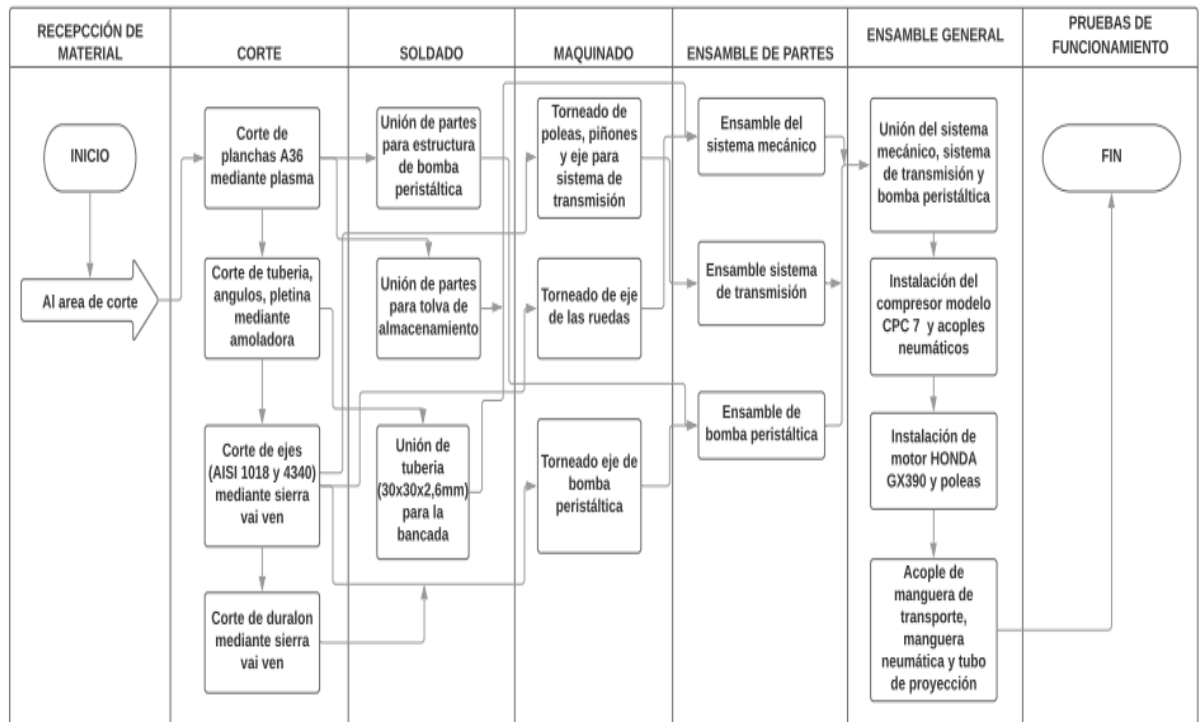 RECEPCCIÓN DE
MATERIAL
CORTE
SOLDADO
MAQUINADO
ENSAMBLE DE PARTES
ENSAMBLE GENERAL
PRUEBAS DE
FUNCIONAMIENTO
INICIO
Al area de corte
Corte de
planchas A36
mediante plasma
Corte de tuberia,
angulos, pletina
mediante
amoladora
Corte de ejes
(AISI 1018 y 4340)
mediante sierra
vai ven
Corte de duralon
mediante sierra
vai ven
Unión de partes
para estructura
de bomba
peristáltica
Unión de partes
para tolva de
almacenamiento
Unión de
tuberia
(30x30x2,6mm)
para la
bancada
Torneado de
poleas, piñones
y eje para
sistema de
transmisión
Torneado de eje
de las ruedas
Torneado eje de
bomba
peristáltica
Ensamble del
sistema mecánico
Ensamble sistema
de transmisión
Ensamble de
bomba peristáltica
Unión del sistema
mecánico, sistema
de transmisión y
bomba peristáltica
Instalación del
compresor modelo
CPC 7 y acoples
neumáticos
Instalación de
motor HONDA
GX390 y poleas
Acople de
manguera de
transporte,
manguera
neumática y tubo
de proyección
FIN